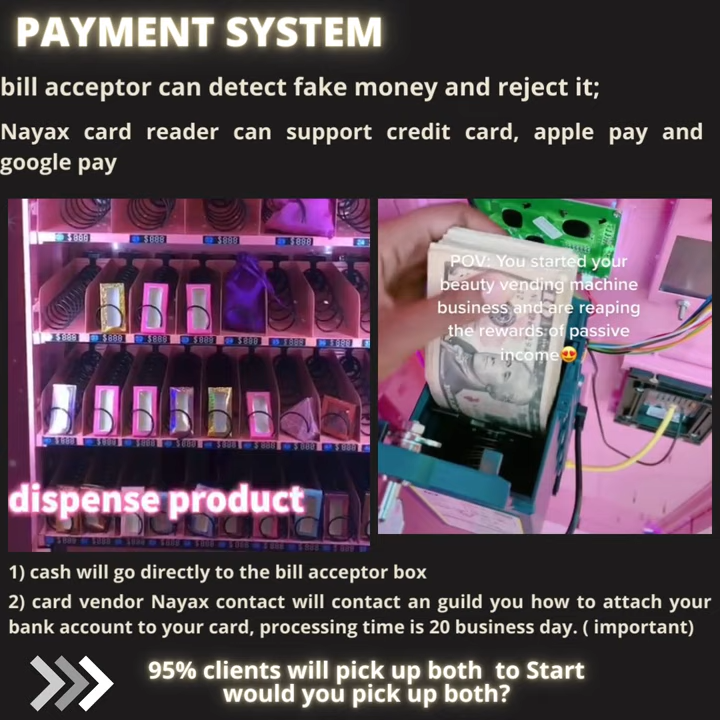 PAYMENT SYSTEM
bill acceptor can detect fake money and reject it;
Nayax card reader can support credit card, apple pay and
google pay
POV: You started your
beauty vending machine
business and are reaping
the rewards of passive
income😍
dispense product
1) cash will go directly to the bill acceptor box
2) card vendor Nayax contact will contact an guild you how to attach your
bank account to your card, processing time is 20 business day. ( important)
95% clients will pick up both to Start
would you pick up both?